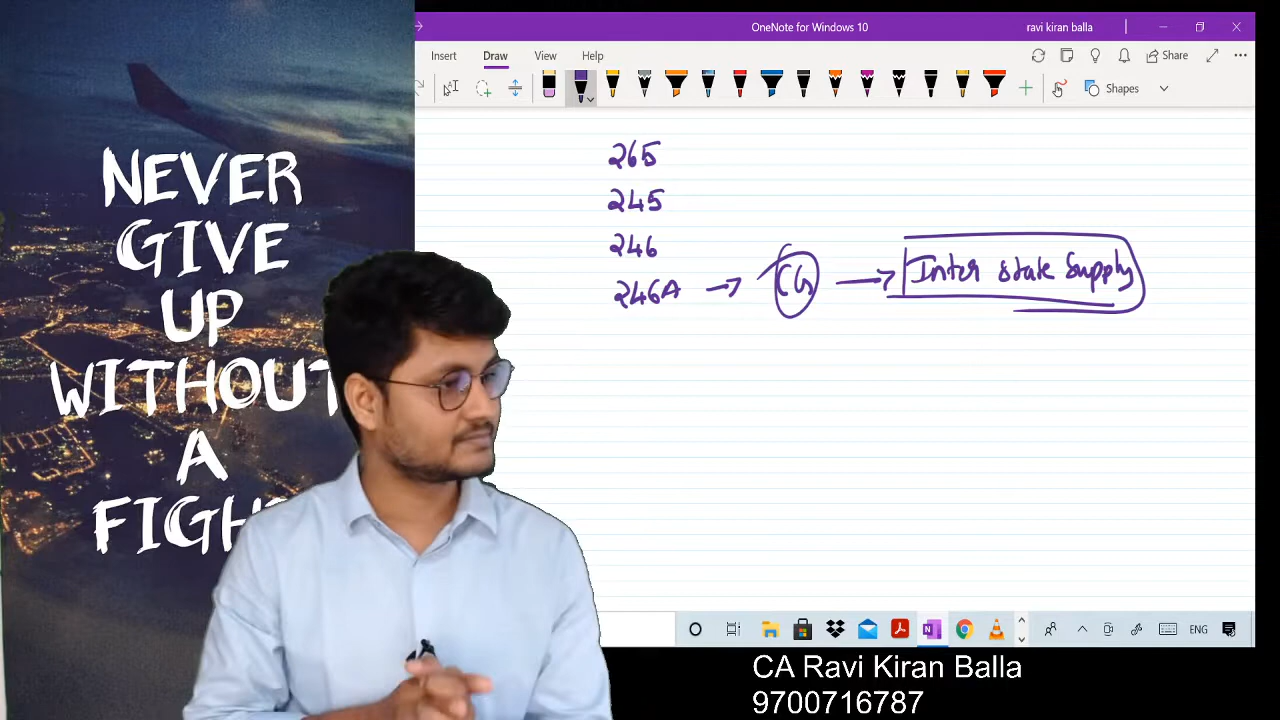 NEVER
GIVE
UP
WITHOUT
A
FIGH
OneNote for Windows 10
ravi kiran balla
Insert Draw View Help
Share
Shapes
265
245
246
246A → CG → Inter state Supply
ENG
CA Ravi Kiran Balla
9700716787